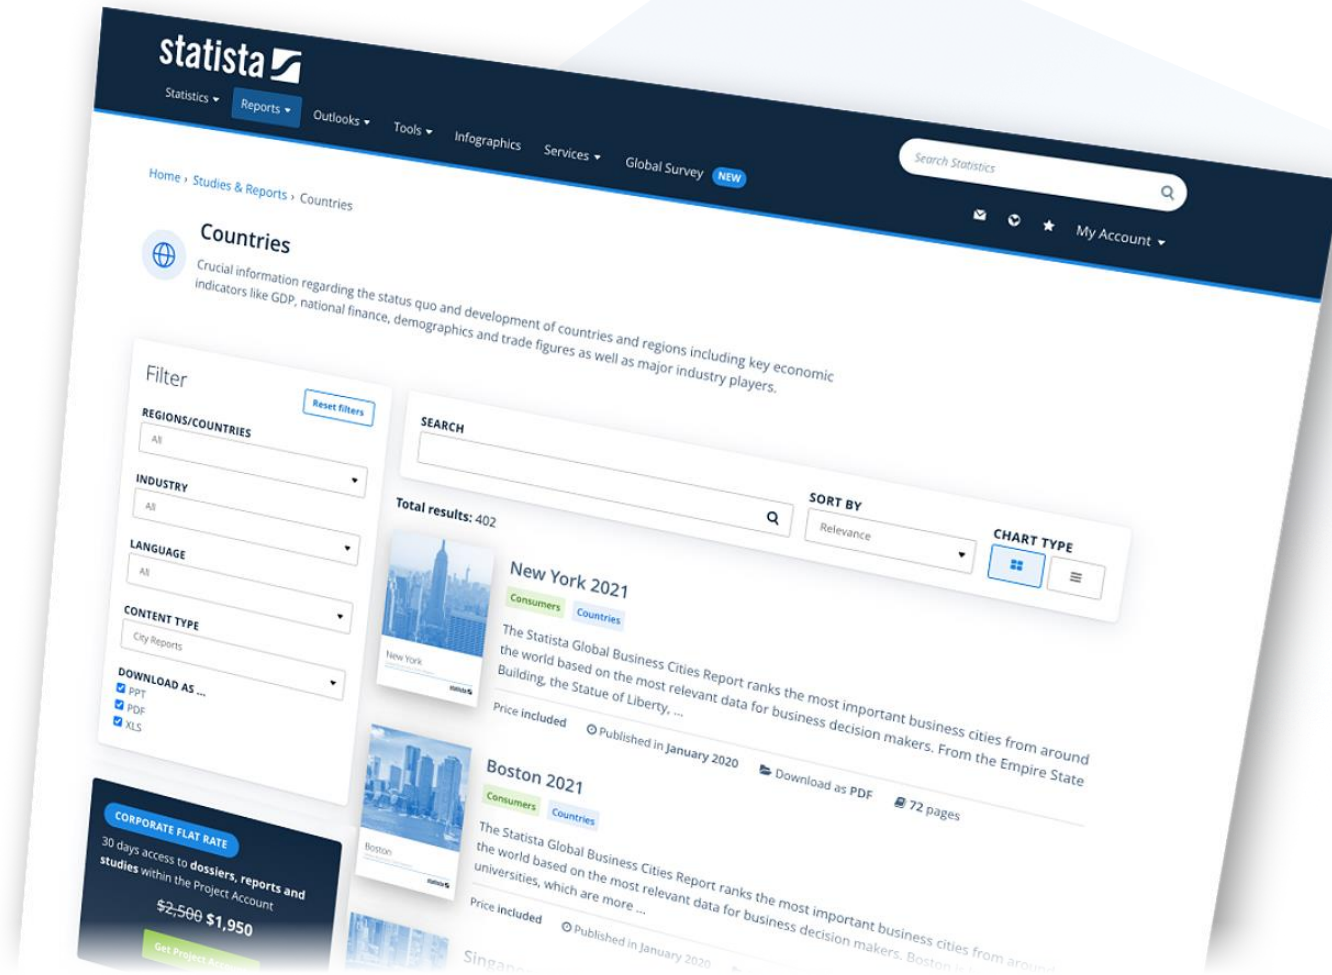 statista
Statistics
Reports
Outlooks
Tools
Infographics
Services
Global Survey NEW
Search Statistics
My Account
Home › Studies & Reports › Countries
Countries
Crucial information regarding the status quo and development of countries and regions including key economic
indicators like GDP, national finance, demographics and trade figures as well as major industry players.
Filter
Reset filters
REGIONS/COUNTRIES
All
INDUSTRY
All
LANGUAGE
All
CONTENT TYPE
City Reports
DOWNLOAD AS ...
PPT
PDF
XLS
CORPORATE FLAT RATE
30 days access to dossiers, reports and
studies within the Project Account
$2,500 $1,950
Get Project
SEARCH
SORT BY
Relevance
CHART TYPE
Total results: 402
New York
statista
New York 2021
Consumers Countries
The Statista Global Business Cities Report ranks the most important business cities from around
the world based on the most relevant data for business decision makers. From the Empire State
Building, the Statue of Liberty, ...
Price included Published in January 2020 Download as PDF 72 pages
Boston
statista
Boston 2021
Consumers Countries
The Statista Global Business Cities Report ranks the most important business cities from around
the world based on the most relevant data for business decision makers. Boston
universities, which are more ...
Price included Published in January 2020